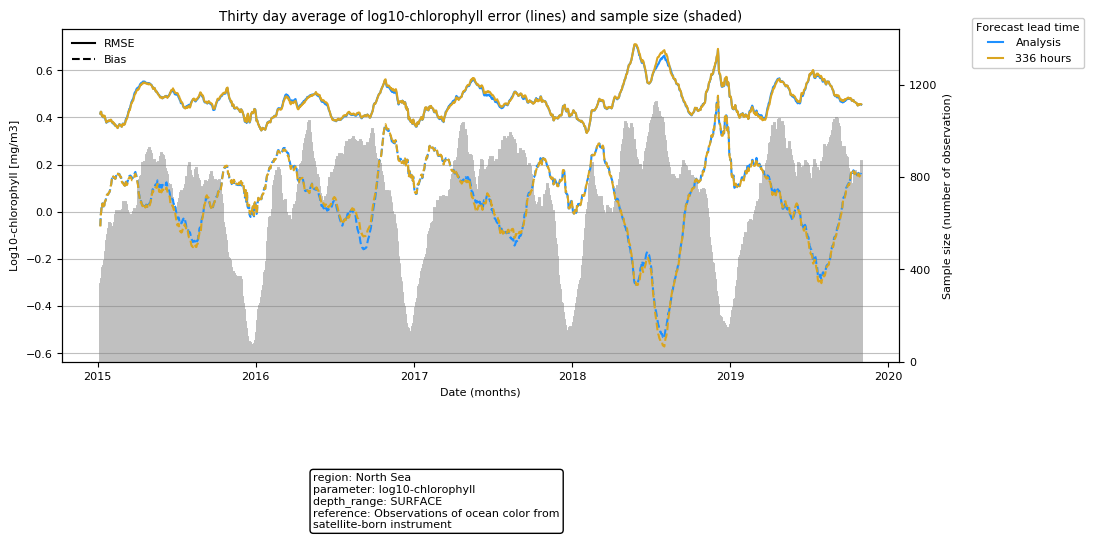 Thirty day average of log10-chlorophyll error (lines) and sample size (shaded)
Forecast lead time
Analysis
336 hours
RMSE
Bias
Log10-chlorophyll [mg/m3]
0.6
0.4
0.2
0.0
−0.2
−0.4
−0.6
1200
800
400
0
Sample size (number of observation)
2015 2016 2017 2018 2019 2020
Date (months)
region: North Sea
parameter: log10-chlorophyll
depth_range: SURFACE
reference: Observations of ocean color from
satellite-born instrument